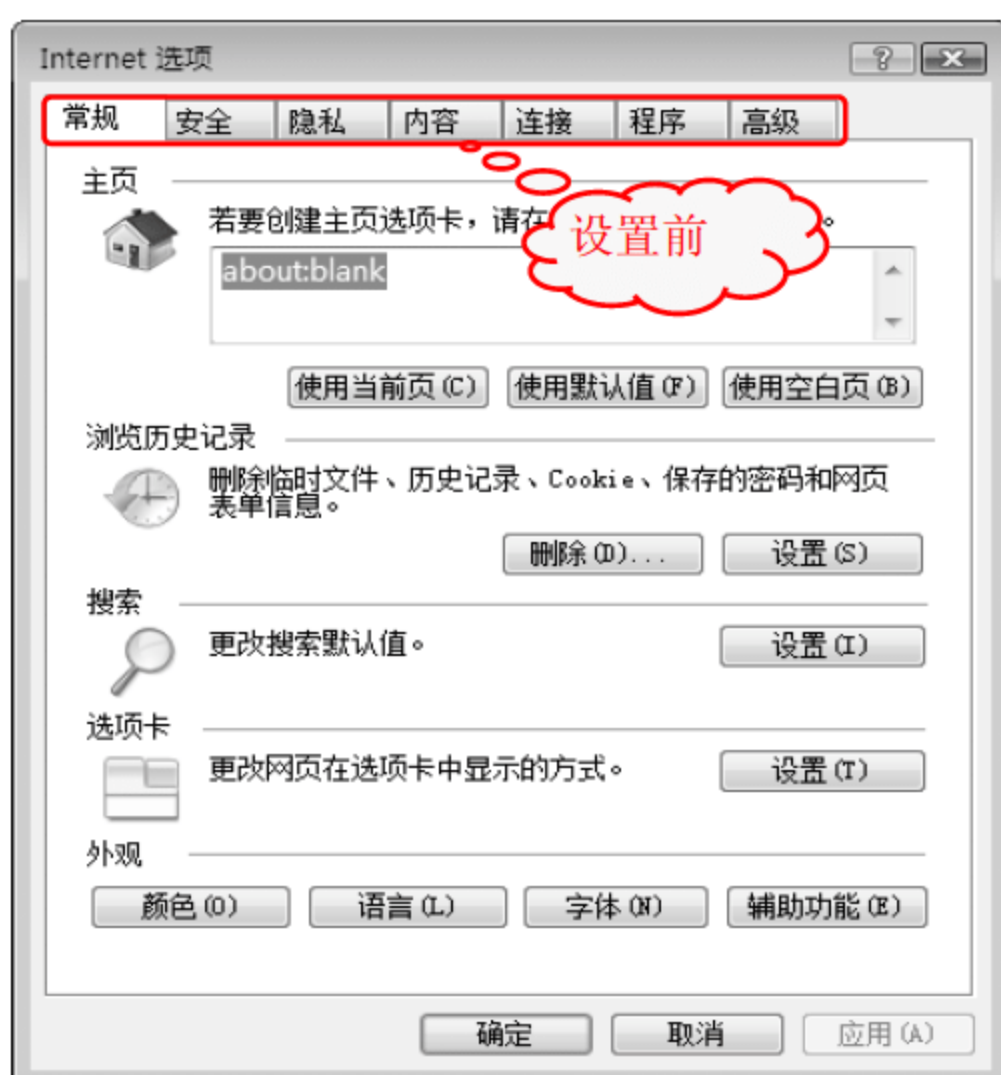 Internet 选项
常规 安全 隐私 内容 连接 程序 高级
主页
若要创建主页选项卡，请在
设置前
。
about:blank
使用当前页(C) 使用默认值(F) 使用空白页(B)
浏览历史记录
删除临时文件、历史记录、Cookie、保存的密码和网页
表单信息。
删除(D)... 设置(S)
搜索
更改搜索默认值。 设置(I)
选项卡
更改网页在选项卡中显示的方式。 设置(T)
外观
颜色(O) 语言(L) 字体(N) 辅助功能(E)
确定 取消 应用(A)